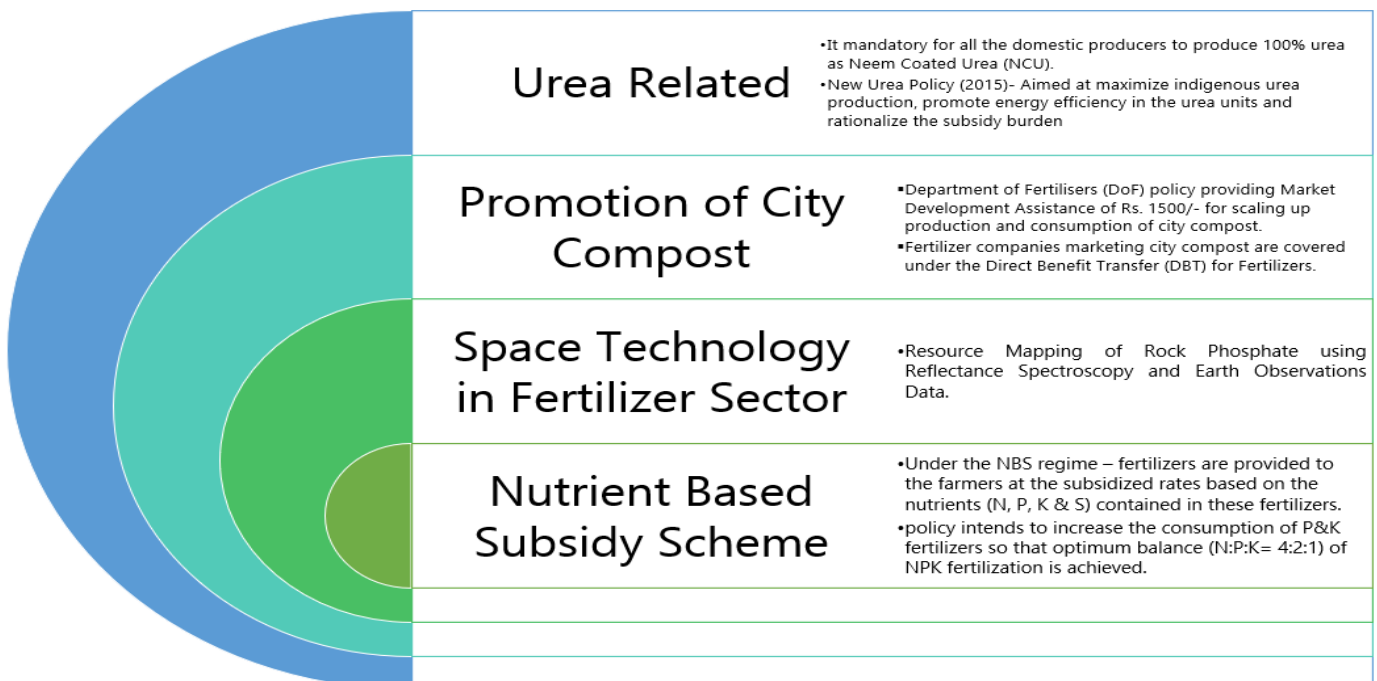 Urea Related
•It mandatory for all the domestic producers to produce 100% urea
as Neem Coated Urea (NCU).
•New Urea Policy (2015)- Aimed at maximize indigenous urea
production, promote energy efficiency in the urea units and
rationalize the subsidy burden
Promotion of City
Compost
▪Department of Fertilisers (DoF) policy providing Market
Development Assistance of Rs. 1500/- for scaling up
production and consumption of city compost.
▪Fertilizer companies marketing city compost are covered
under the Direct Benefit Transfer (DBT) for Fertilizers.
Space Technology
in Fertilizer Sector
•Resource Mapping of Rock Phosphate using
Reflectance Spectroscopy and Earth Observations
Data.
Nutrient Based
Subsidy Scheme
•Under the NBS regime – fertilizers are provided to
the farmers at the subsidized rates based on the
nutrients (N, P, K & S) contained in these fertilizers.
•policy intends to increase the consumption of P&K
fertilizers so that optimum balance (N:P:K= 4:2:1) of
NPK fertilization is achieved.